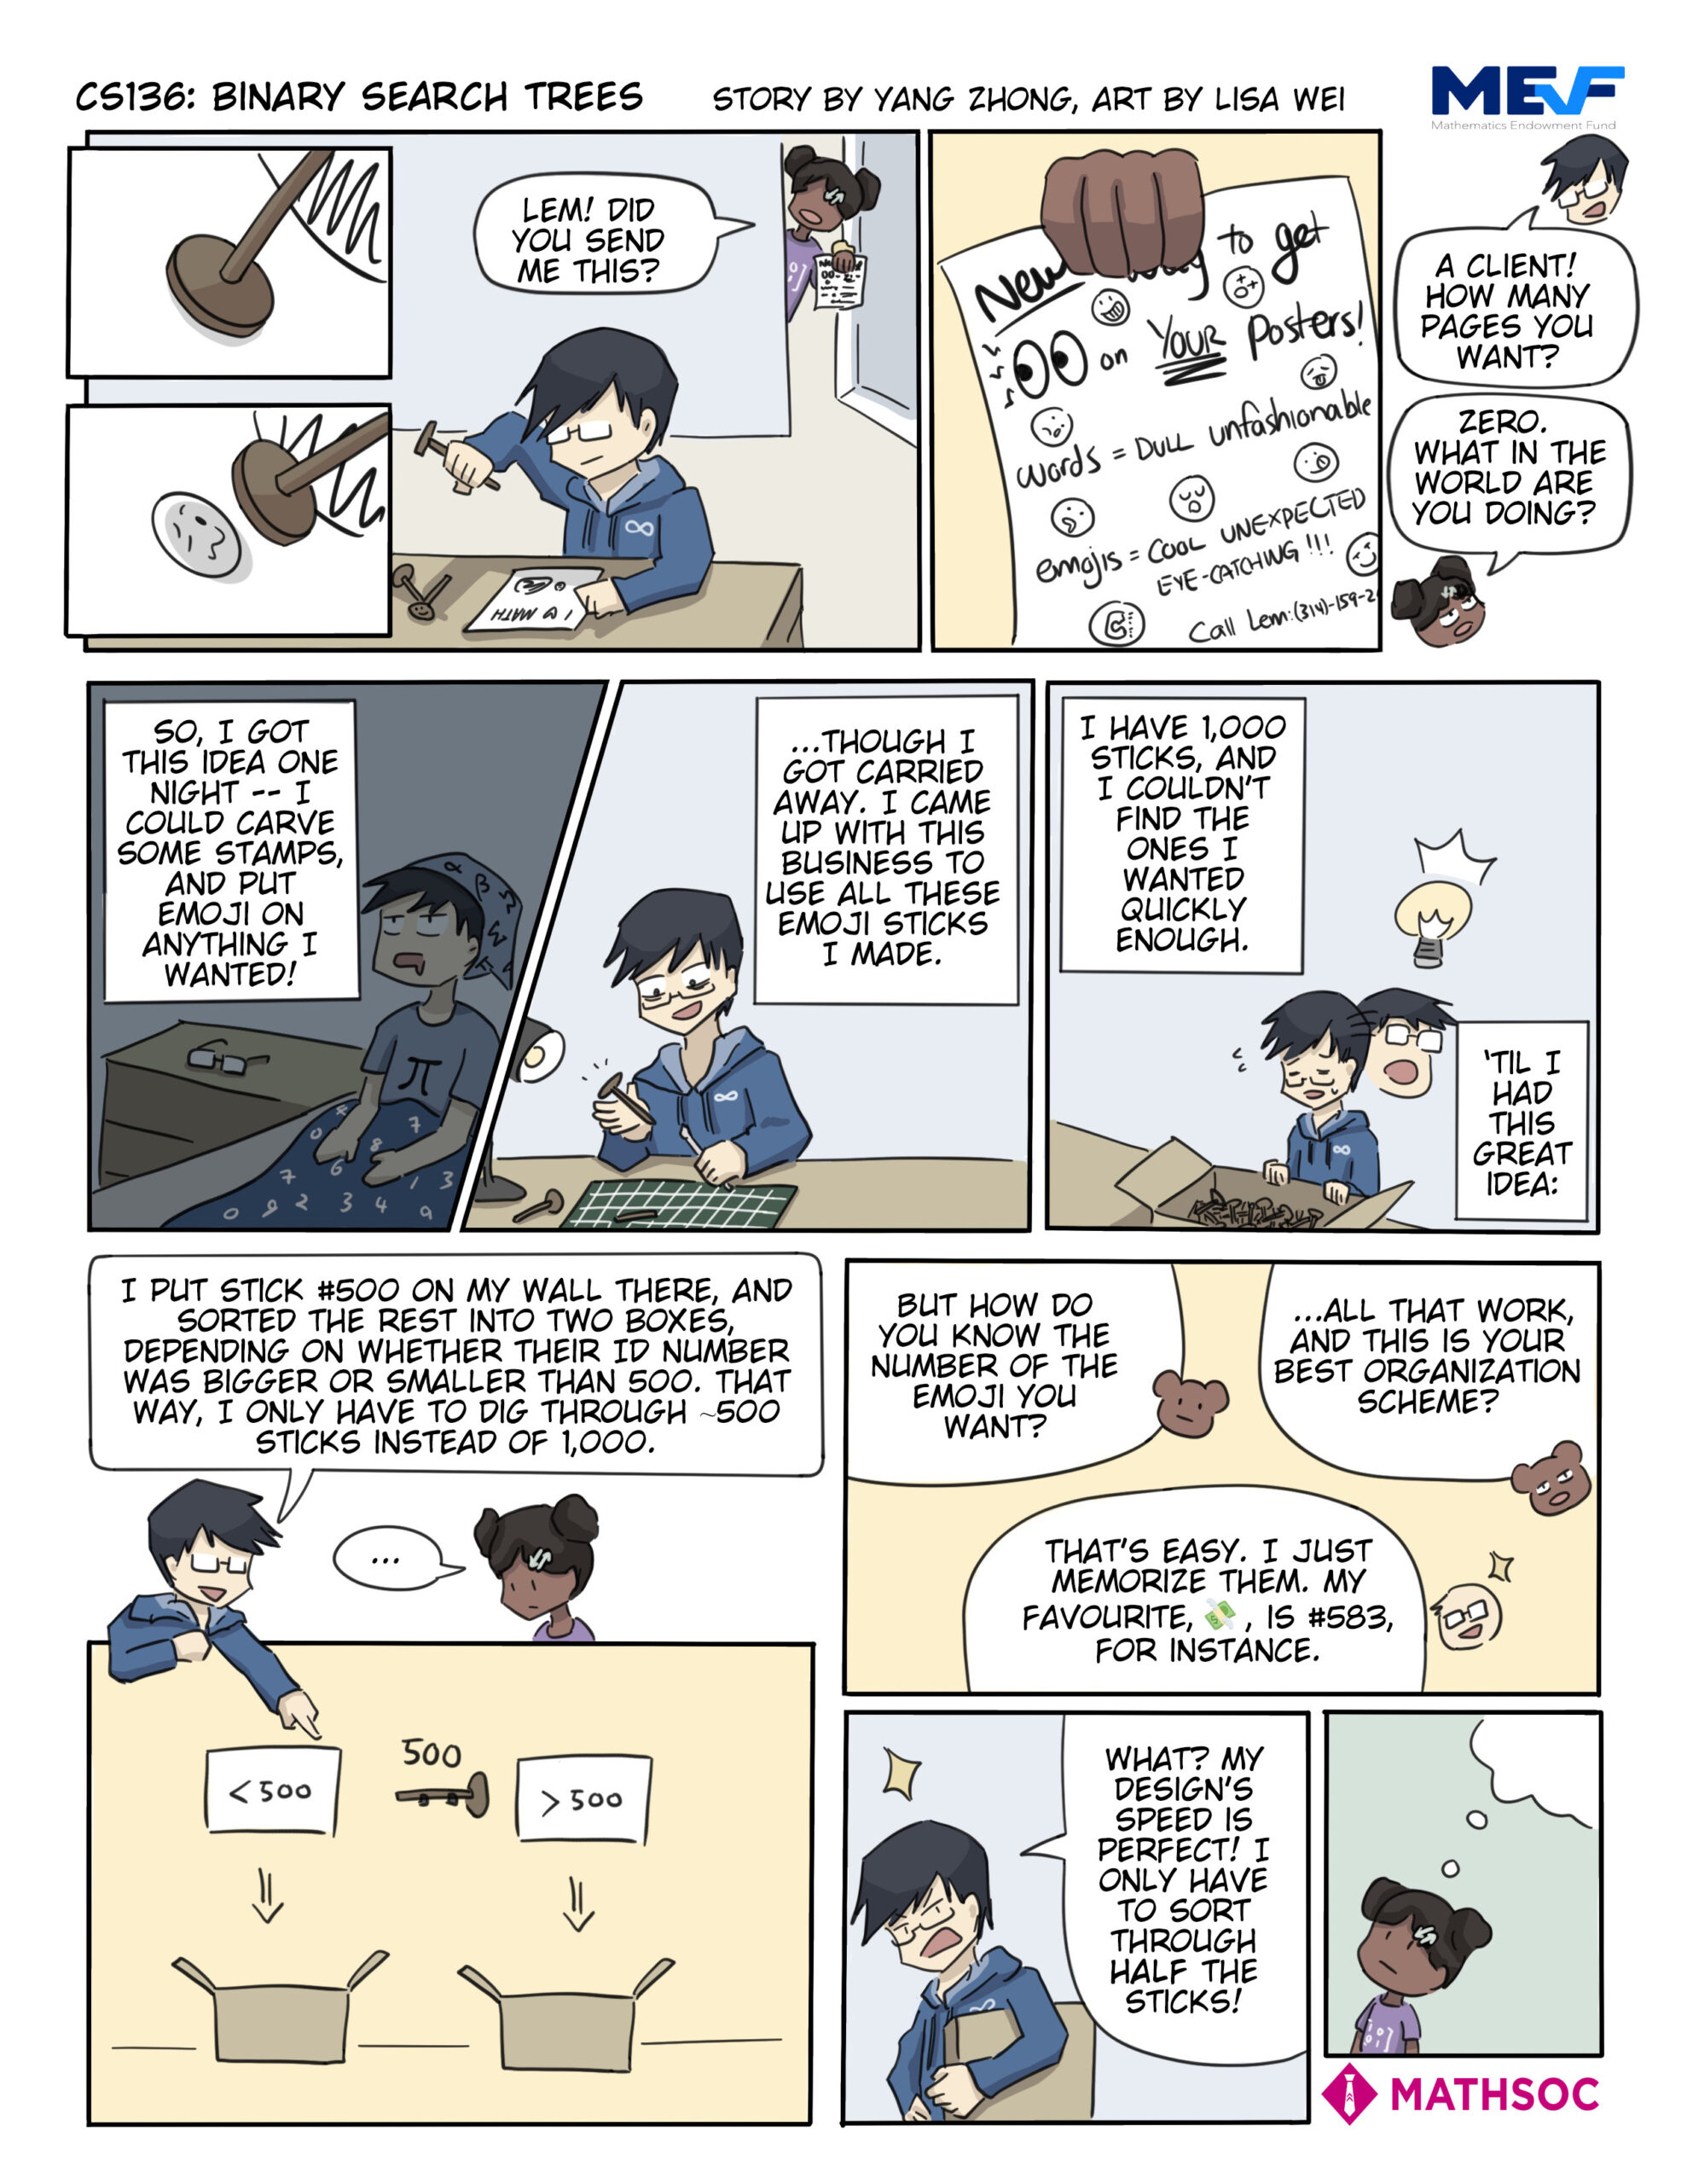 CS136: BINARY SEARCH TREES
STORY BY YANG ZHONG, ART BY LISA WEI
MEF
Mathematics Endowment Fund
LEM! DID
YOU SEND
ME THIS?
I MATH
New
to get
on YOUR Posters!
words = DULL unfashionable
emojis = COOL UNEXPECTED
EYE-CATCHING!!!
Call Lem: (314)-159-2
A CLIENT!
HOW MANY
PAGES YOU
WANT?
ZERO.
WHAT IN THE
WORLD ARE
YOU DOING?
SO, I GOT
THIS IDEA ONE
NIGHT -- I
COULD CARVE
SOME STAMPS,
AND PUT
EMOJI ON
ANYTHING I
WANTED!
π
...THOUGH I
GOT CARRIED
AWAY. I CAME
UP WITH THIS
BUSINESS TO
USE ALL THESE
EMOJI STICKS
I MADE.
I HAVE 1,000
STICKS, AND
I COULDN'T
FIND THE
ONES I
WANTED
QUICKLY
ENOUGH.
'TIL I
HAD
THIS
GREAT
IDEA:
I PUT STICK #500 ON MY WALL THERE, AND
SORTED THE REST INTO TWO BOXES,
DEPENDING ON WHETHER THEIR ID NUMBER
WAS BIGGER OR SMALLER THAN 500. THAT
WAY, I ONLY HAVE TO DIG THROUGH ~500
STICKS INSTEAD OF 1,000.
...
< 500
500
> 500
BUT HOW DO
YOU KNOW THE
NUMBER OF THE
EMOJI YOU
WANT?
...ALL THAT WORK,
AND THIS IS YOUR
BEST ORGANIZATION
SCHEME?
THAT'S EASY. I JUST
MEMORIZE THEM. MY
FAVOURITE, 💸, IS #583,
FOR INSTANCE.
WHAT? MY
DESIGN'S
SPEED IS
PERFECT! I
ONLY HAVE
TO SORT
THROUGH
HALF THE
STICKS!
MATHSOC